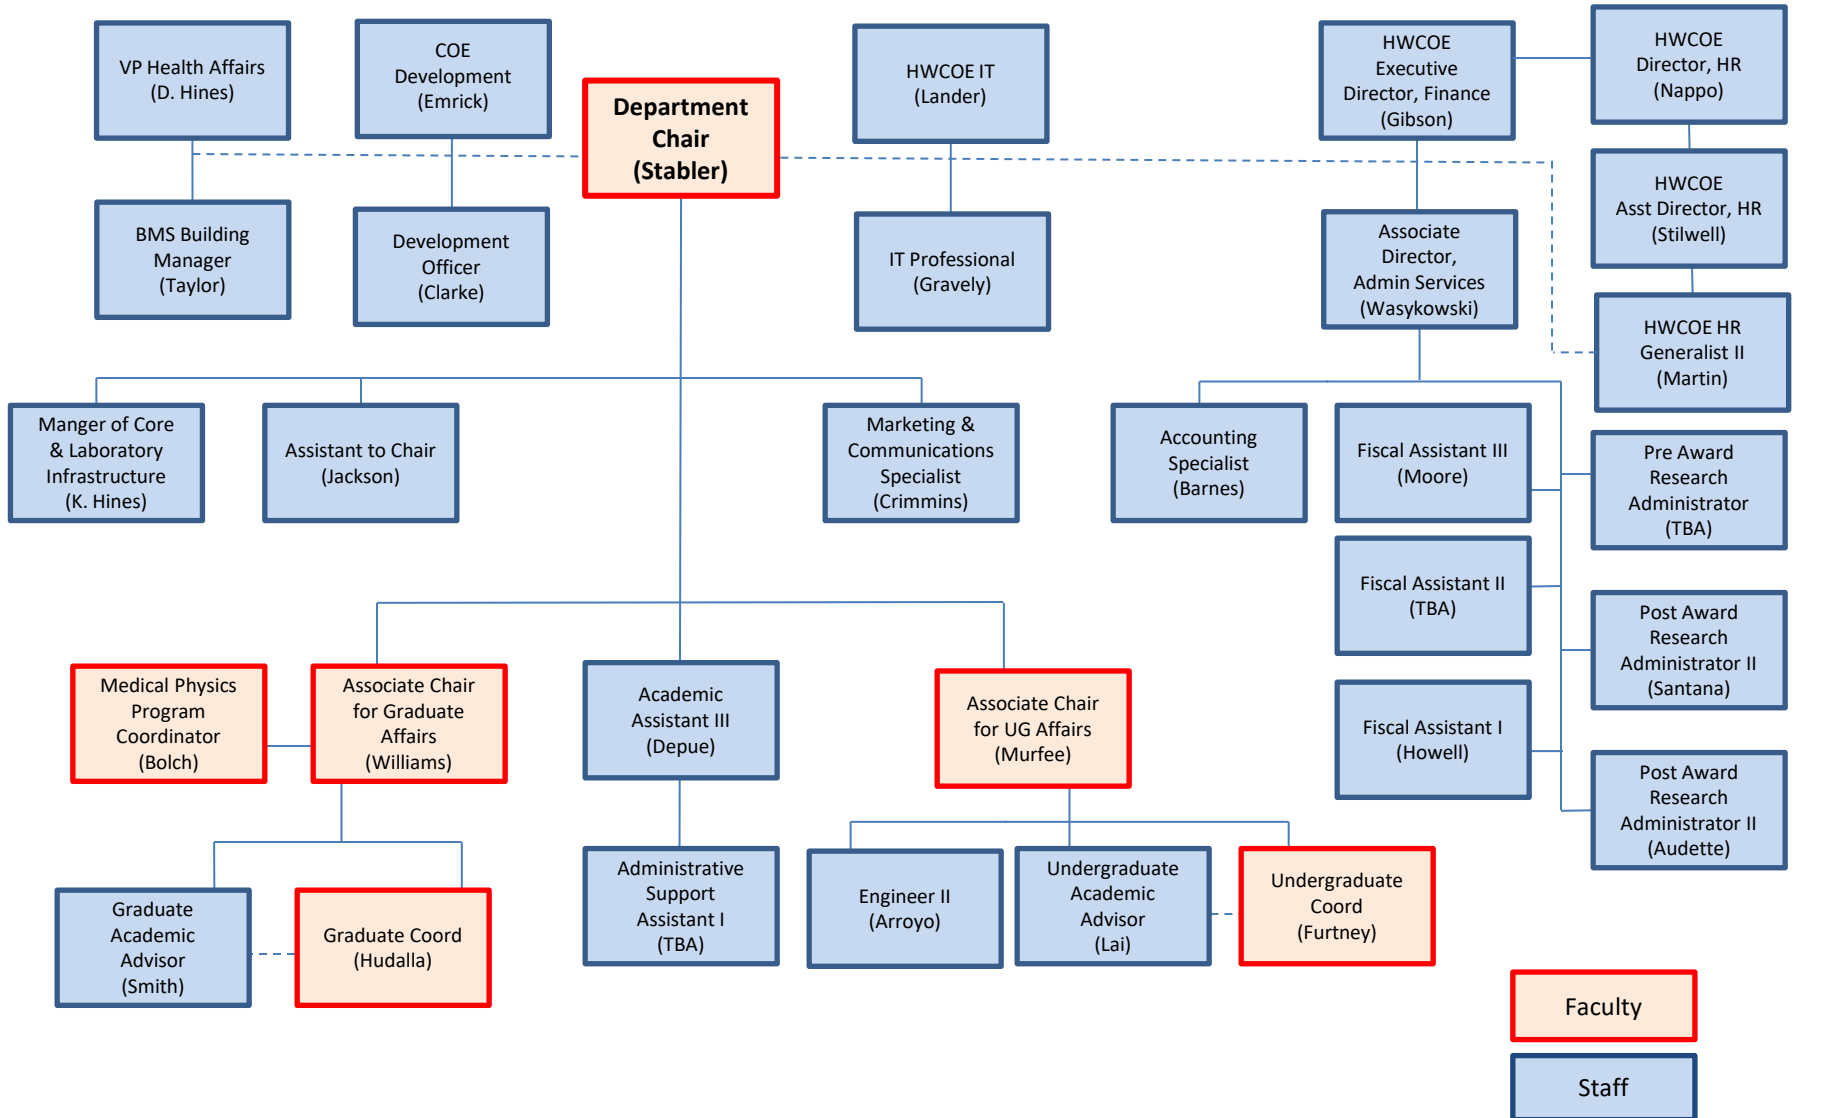 VP Health Affairs
(D. Hines)
COE
Development
(Emrick)
Department
Chair
(Stabler)
HWCOE IT
(Lander)
HWCOE
Executive
Director, Finance
(Gibson)
HWCOE
Director, HR
(Nappo)
BMS Building
Manager
(Taylor)
Development
Officer
(Clarke)
IT Professional
(Gravely)
Associate
Director,
Admin Services
(Wasykowski)
HWCOE
Asst Director, HR
(Stilwell)
HWCOE HR
Generalist II
(Martin)
Manger of Core
& Laboratory
Infrastructure
(K. Hines)
Assistant to Chair
(Jackson)
Marketing &
Communications
Specialist
(Crimmins)
Accounting
Specialist
(Barnes)
Fiscal Assistant III
(Moore)
Pre Award
Research
Administrator
(TBA)
Fiscal Assistant II
(TBA)
Post Award
Research
Administrator II
(Santana)
Medical Physics
Program
Coordinator
(Bolch)
Associate Chair
for Graduate
Affairs
(Williams)
Academic
Assistant III
(Depue)
Associate Chair
for UG Affairs
(Murfee)
Fiscal Assistant I
(Howell)
Post Award
Research
Administrator II
(Audette)
Graduate
Academic
Advisor
(Smith)
Graduate Coord
(Hudalla)
Administrative
Support
Assistant I
(TBA)
Engineer II
(Arroyo)
Undergraduate
Academic
Advisor
(Lai)
Undergraduate
Coord
(Furtney)
Faculty
Staff